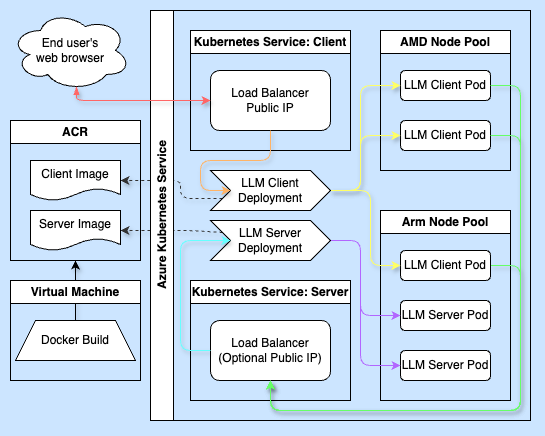 End user's
web browser
ACR
Client Image
Server Image
Virtual Machine
Docker Build
Azure Kubernetes Service
Kubernetes Service: Client
Load Balancer
Public IP
LLM Client
Deployment
LLM Server
Deployment
Kubernetes Service: Server
Load Balancer
(Optional Public IP)
AMD Node Pool
LLM Client Pod
LLM Client Pod
Arm Node Pool
LLM Client Pod
LLM Server Pod
LLM Server Pod